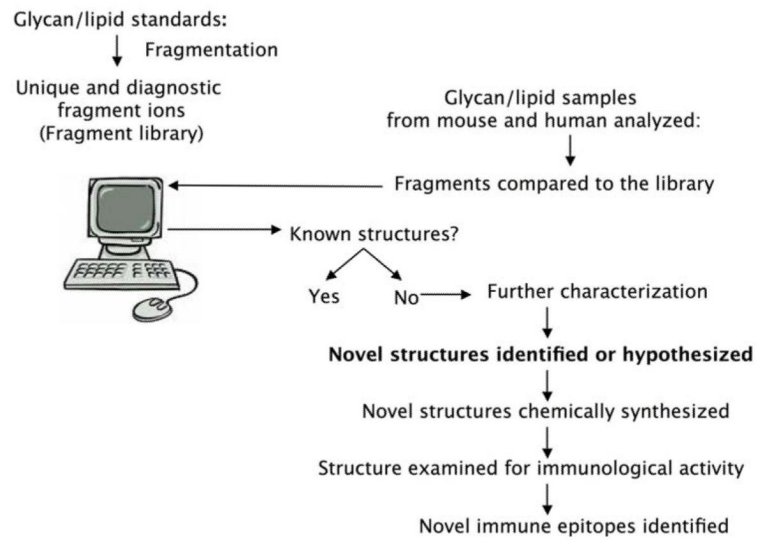 Glycan/lipid standards:
Fragmentation
Unique and diagnostic
fragment ions
(Fragment library)
Glycan/lipid samples
from mouse and human analyzed:
Fragments compared to the library
Known structures?
Yes
No
Further characterization
Novel structures identified or hypothesized
Novel structures chemically synthesized
Structure examined for immunological activity
Novel immune epitopes identified